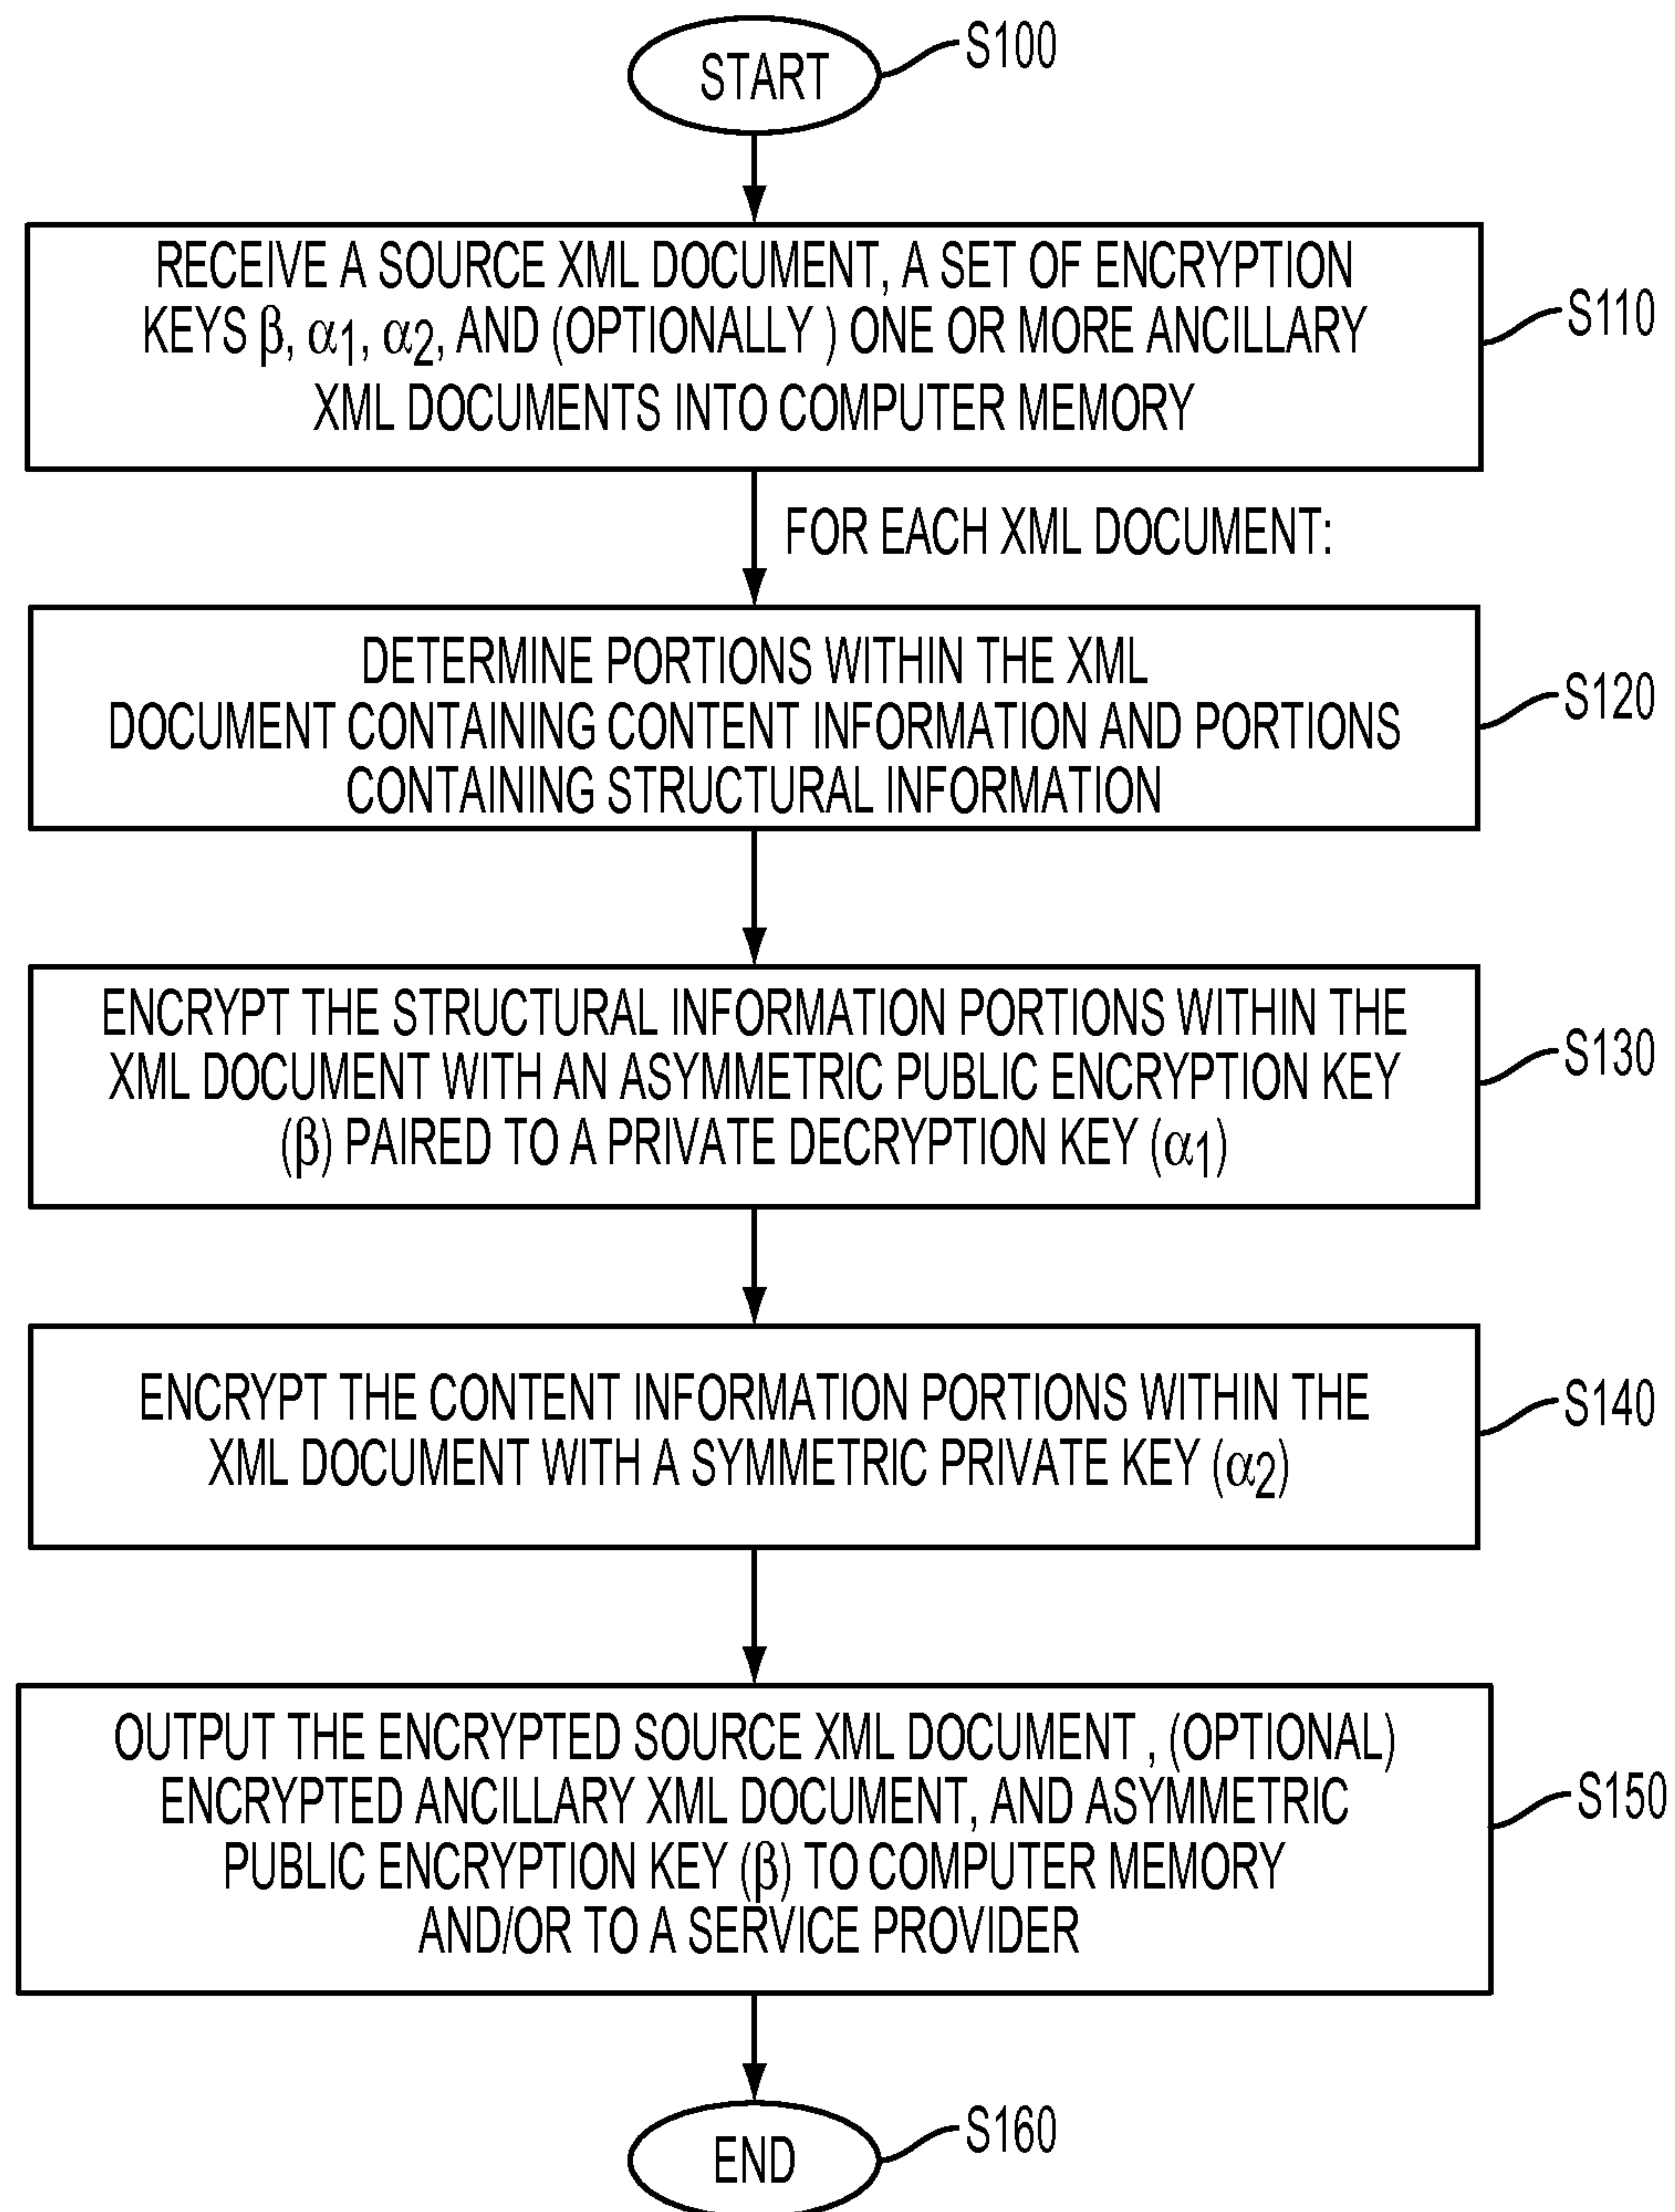 START
S100
RECEIVE A SOURCE XML DOCUMENT, A SET OF ENCRYPTION
KEYS β, α1, α2, AND (OPTIONALLY ) ONE OR MORE ANCILLARY
XML DOCUMENTS INTO COMPUTER MEMORY
S110
FOR EACH XML DOCUMENT:
DETERMINE PORTIONS WITHIN THE XML
DOCUMENT CONTAINING CONTENT INFORMATION AND PORTIONS
CONTAINING STRUCTURAL INFORMATION
S120
ENCRYPT THE STRUCTURAL INFORMATION PORTIONS WITHIN THE
XML DOCUMENT WITH AN ASYMMETRIC PUBLIC ENCRYPTION KEY
(β) PAIRED TO A PRIVATE DECRYPTION KEY (α1)
S130
ENCRYPT THE CONTENT INFORMATION PORTIONS WITHIN THE
XML DOCUMENT WITH A SYMMETRIC PRIVATE KEY (α2)
S140
OUTPUT THE ENCRYPTED SOURCE XML DOCUMENT , (OPTIONAL)
ENCRYPTED ANCILLARY XML DOCUMENT, AND ASYMMETRIC
PUBLIC ENCRYPTION KEY (β) TO COMPUTER MEMORY
AND/OR TO A SERVICE PROVIDER
S150
END
S160